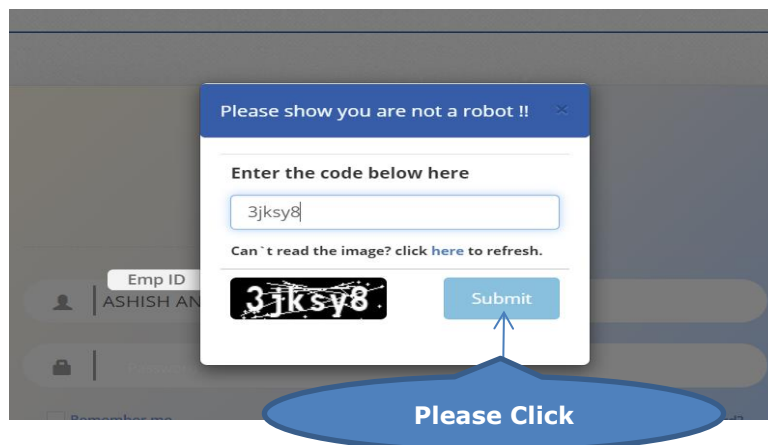 Please show you are not a robot !! ×
Enter the code below here
3jksy8
Can`t read the image? click here to refresh.
Emp ID
ASHISH AN
3jksy8
Submit
Remember me
Please Click